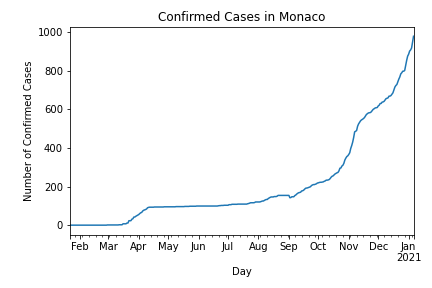 Confirmed Cases in Monaco
Number of Confirmed Cases
1000
800
600
400
200
0
Feb Mar Apr May Jun Jul Aug Sep Oct Nov Dec Jan
2021
Day